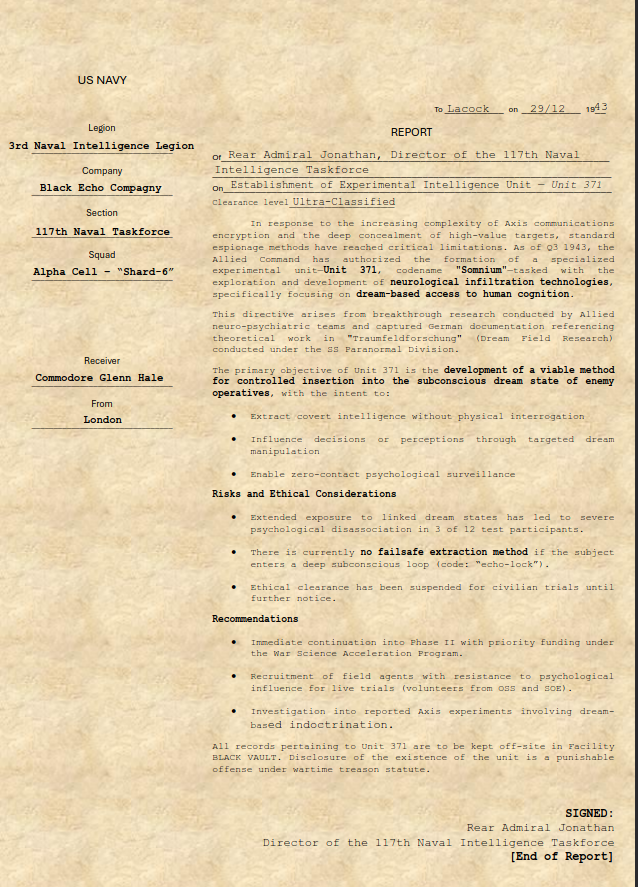 US NAVY
To Lacock on 29/12 1943
Legion
3rd Naval Intelligence Legion
Company
Black Echo Compagny
Section
117th Naval Taskforce
Squad
Alpha Cell – “Shard-6”
Receiver
Commodore Glenn Hale
From
London
REPORT
Of Rear Admiral Jonathan, Director of the 117th Naval
Intelligence Taskforce
On Establishment of Experimental Intelligence Unit – Unit 371
Clearance level Ultra-Classified
In response to the increasing complexity of Axis communications
encryption and the deep concealment of high-value targets, standard
espionage methods have reached critical limitations. As of Q3 1943, the
Allied Command has authorized the formation of a specialized
experimental unit—Unit 371, codename "Somnium"—tasked with the
exploration and development of neurological infiltration technologies,
specifically focusing on dream-based access to human cognition.
This directive arises from breakthrough research conducted by Allied
neuro-psychiatric teams and captured German documentation referencing
theoretical work in "Traumfeldforschung" (Dream Field Research)
conducted under the SS Paranormal Division.
The primary objective of Unit 371 is the development of a viable method
for controlled insertion into the subconscious dream state of enemy
operatives, with the intent to:
● Extract covert intelligence without physical interrogation
● Influence decisions or perceptions through targeted dream
manipulation
● Enable zero-contact psychological surveillance
Risks and Ethical Considerations
● Extended exposure to linked dream states has led to severe
psychological disassociation in 3 of 12 test participants.
● There is currently no failsafe extraction method if the subject
enters a deep subconscious loop (code: “echo-lock”).
● Ethical clearance has been suspended for civilian trials until
further notice.
Recommendations
● Immediate continuation into Phase II with priority funding under
the War Science Acceleration Program.
● Recruitment of field agents with resistance to psychological
influence for live trials (volunteers from OSS and SOE).
● Investigation into reported Axis experiments involving dream-
based indoctrination.
All records pertaining to Unit 371 are to be kept off-site in Facility
BLACK VAULT. Disclosure of the existence of the unit is a punishable
offense under wartime treason statute.
SIGNED:
Rear Admiral Jonathan
Director of the 117th Naval Intelligence Taskforce
[End of Report]